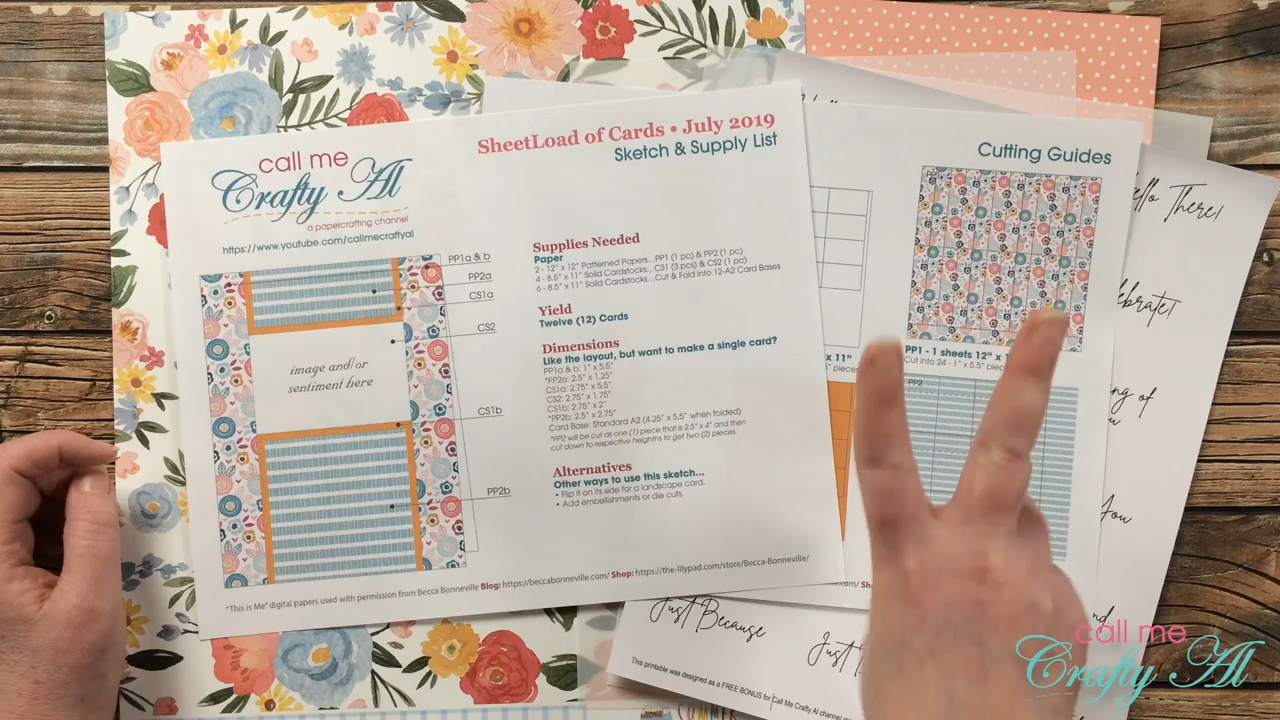 call me
Crafty Al
a papercrafting channel
https://www.youtube.com/callmecraftyal
SheetLoad of Cards • July 2019
Sketch & Supply List
PP1a & b
PP2a
CS1a
CS2
CS1b
PP2b
image and/or
sentiment here
Supplies Needed
Paper
2 - 12" x 12" Patterned Papers...PP1 (1 pc) & PP2 (1 pc)
4 - 8.5" x 11" Solid Cardstocks...CS1 (3 pcs) & CS2 (1 pc)
6 - 8.5" x 11" Solid Cardstocks...Cut & Fold into 12-A2 Card Bases
Yield
Twelve (12) Cards
Dimensions
Like the layout, but want to make a single card?
PP1a & b: 1" x 5.5"
*PP2a: 2.5" x 1.25"
CS1a: 2.75" x 5.5"
CS2: 2.75" x 1.75"
CS1b: 2.75" x 2"
*PP2b: 2.5" x 2.75"
Card Base: Standard A2 (4.25" x 5.5" when folded)
*PP2 will be cut as one (1) piece that is 2.5" x 4" and then
cut down to respective heights to get two (2) pieces.
Alternatives
Other ways to use this sketch...
• Flip it on its side for a landscape card.
• Add embellishments or die cuts.
"This is Me" digital papers used with permission from Becca Bonneville Blog: https://beccabonneville.com/ Shop: https://the-lilypad.com/store/Becca-Bonneville/
Cutting Guides
x 11"
PP1 - 1 sheets 12" x
Cut into 24 - 1" x 5.5" piec
PP2
ello There!
ebrate!
ng of
You
Just Because
Just
This printable was designed as a FREE BONUS for Call Me Crafty Al channel
call me
Crafty Al